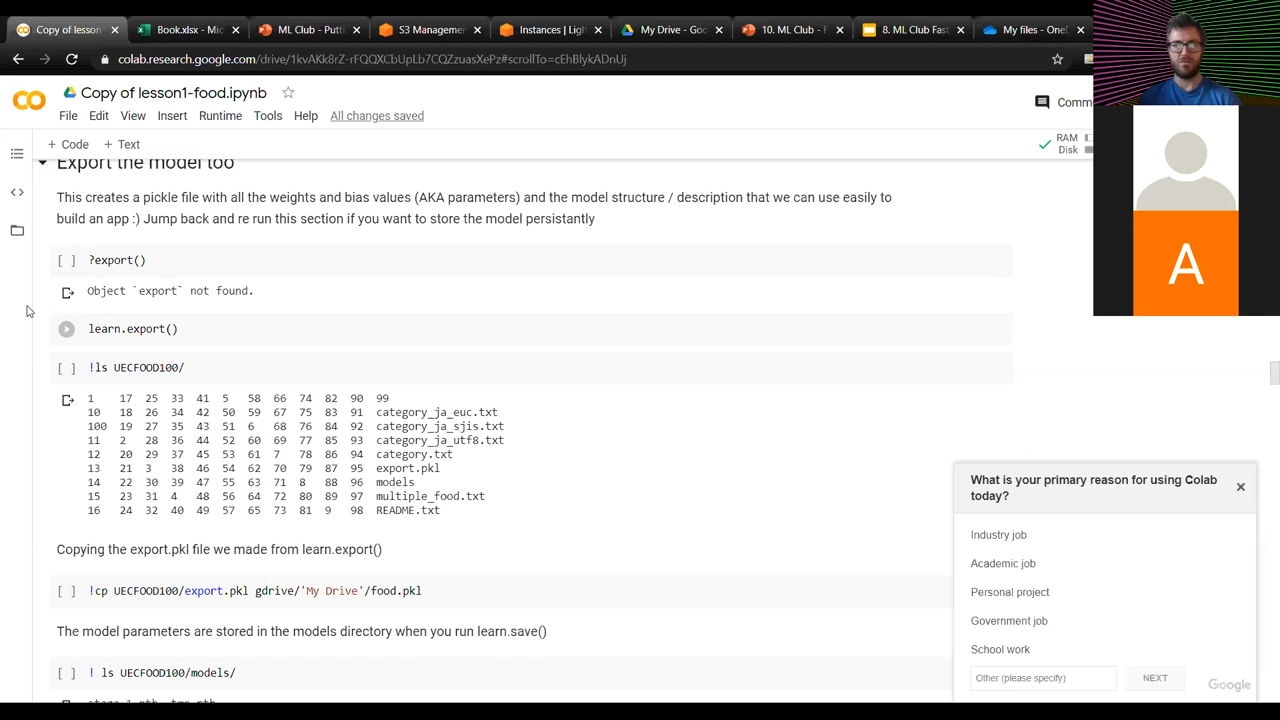 Copy of lesson
Book.xlsx - Mic
ML Club - Putti
S3 Managemen
Instances | Ligh
My Drive - Goo
10. ML Club - F
8. ML Club Fast
My files - OneD
colab.research.google.com/drive/1kvAKk8rZ-rFQQXCbUpLb7CQZzuasXePz#scrollTo=cEhBlykADnUj
CO
Copy of lesson1-food.ipynb
File Edit View Insert Runtime Tools Help All changes saved
Comm
+ Code + Text
RAM
Disk
Export the model too
This creates a pickle file with all the weights and bias values (AKA parameters) and the model structure / description that we can use easily to
build an app :) Jump back and re run this section if you want to store the model persistantly
[ ] ?export()
Object `export` not found.
learn.export()
[ ] !ls UECFOOD100/
1 17 25 33 41 5 58 66 74 82 90 99
10 18 26 34 42 50 59 67 75 83 91 category_ja_euc.txt
100 19 27 35 43 51 6 68 76 84 92 category_ja_sjis.txt
11 2 28 36 44 52 60 69 77 85 93 category_ja_utf8.txt
12 20 29 37 45 53 61 7 78 86 94 category.txt
13 21 3 38 46 54 62 70 79 87 95 export.pkl
14 22 30 39 47 55 63 71 8 88 96 models
15 23 31 4 48 56 64 72 80 89 97 multiple_food.txt
16 24 32 40 49 57 65 73 81 9 98 README.txt
Copying the export.pkl file we made from learn.export()
[ ] !cp UECFOOD100/export.pkl gdrive/'My Drive'/food.pkl
The model parameters are stored in the models directory when you run learn.save()
[ ] ! ls UECFOOD100/models/
A
What is your primary reason for using Colab
today?
Industry job
Academic job
Personal project
Government job
School work
Other (please specify)
NEXT
Google